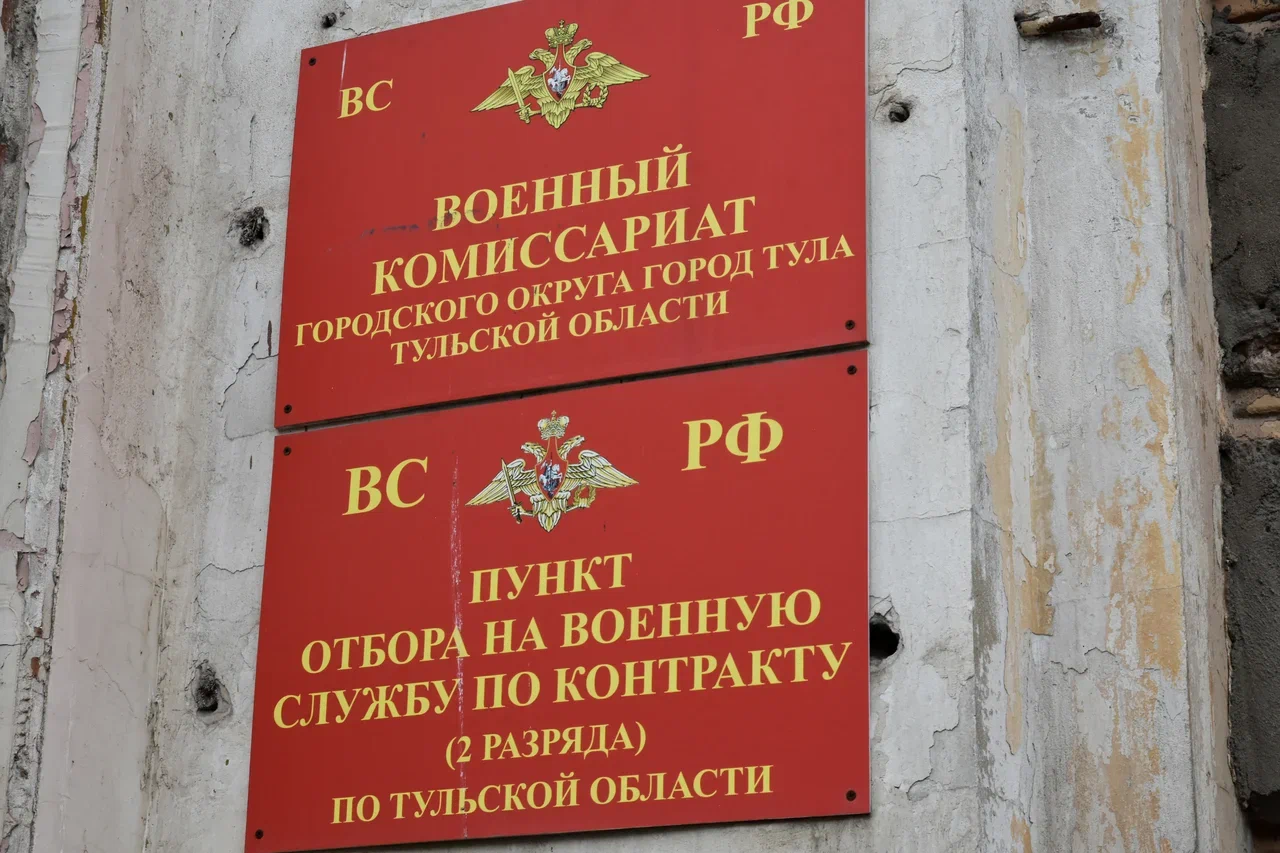 ВС РФ
ВОЕННЫЙ
КОМИССАРИАТ
ГОРОДСКОГО ОКРУГА ГОРОД ТУЛА
ТУЛЬСКОЙ ОБЛАСТИ
ВС РФ
ПУНКТ
ОТБОРА НА ВОЕННУЮ
СЛУЖБУ ПО КОНТРАКТУ
(2 РАЗРЯДА)
ПО ТУЛЬСКОЙ ОБЛАСТИ